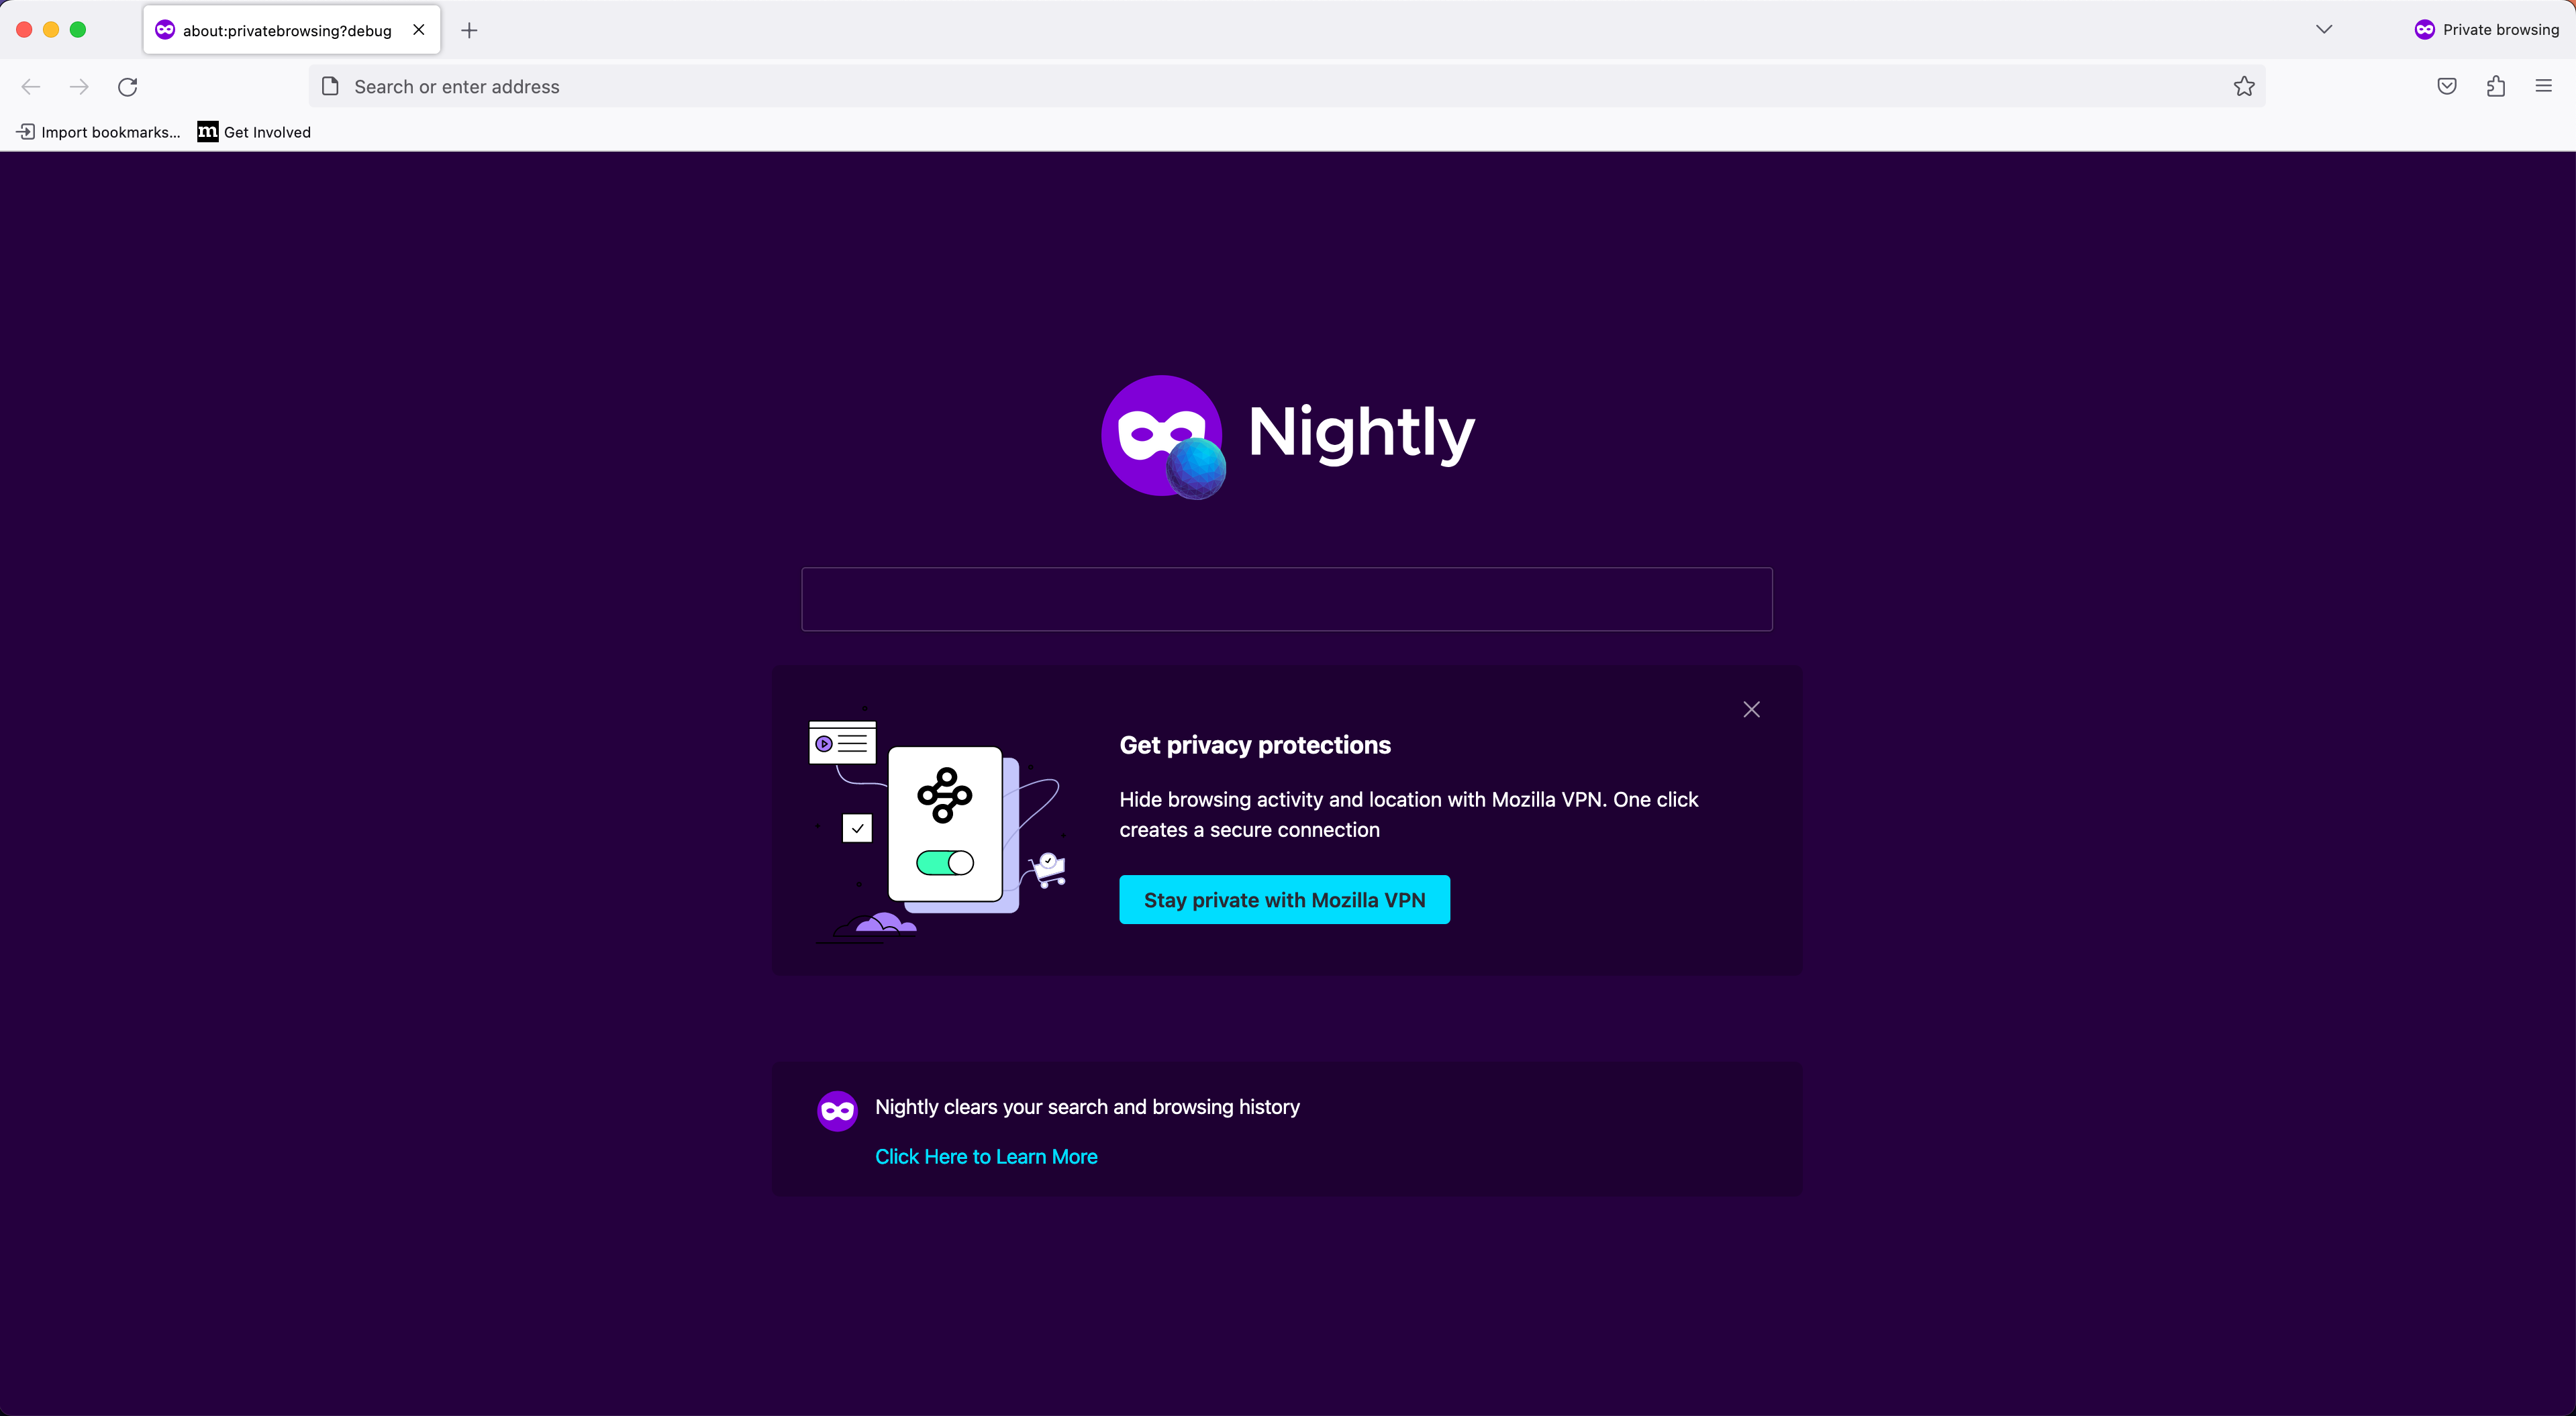 about:privatebrowsing?debug
Private browsing
Search or enter address
Import bookmarks...
m Get Involved
Nightly
Get privacy protections
Hide browsing activity and location with Mozilla VPN. One click
creates a secure connection
Stay private with Mozilla VPN
Nightly clears your search and browsing history
Click Here to Learn More